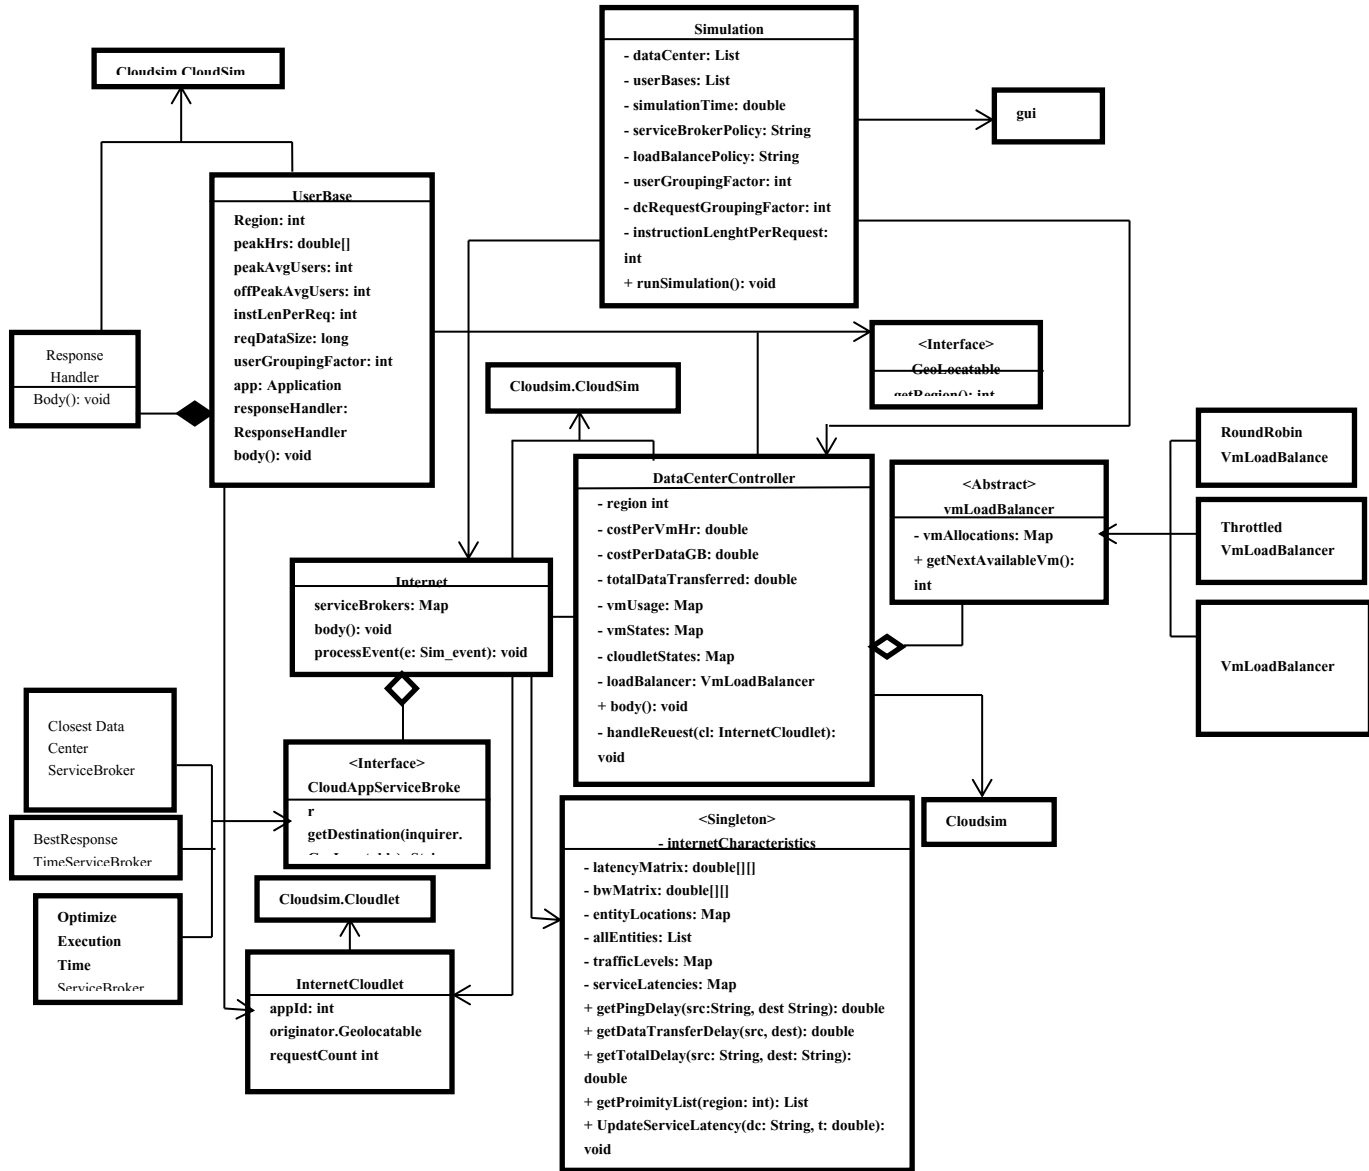 Simulation
- dataCenter: List
- userBases: List
- simulationTime: double
- serviceBrokerPolicy: String
- loadBalancePolicy: String
- userGroupingFactor: int
- dcRequestGroupingFactor: int
- instructionLenghtPerRequest:
int
+ runSimulation(): void
Cloudsim.CloudSim
gui
UserBase
Region: int
peakHrs: double[]
peakAvgUsers: int
offPeakAvgUsers: int
instLenPerReq: int
reqDataSize: long
userGroupingFactor: int
app: Application
responseHandler:
ResponseHandler
body(): void
Response
Handler
Body(): void
<Interface>
GeoLocatable
getRegion(): int
Cloudsim.CloudSim
DataCenterController
- region int
- costPerVmHr: double
- costPerDataGB: double
- totalDataTransferred: double
- vmUsage: Map
- vmStates: Map
- cloudletStates: Map
- loadBalancer: VmLoadBalancer
+ body(): void
- handleReuest(cl: InternetCloudlet):
void
<Abstract>
vmLoadBalancer
- vmAllocations: Map
+ getNextAvailableVm():
int
RoundRobin
VmLoadBalance
Throttled
VmLoadBalancer
VmLoadBalancer
Internet
serviceBrokers: Map
body(): void
processEvent(e: Sim_event): void
Closest Data
Center
ServiceBroker
BestResponse
TimeServiceBroker
Optimize
Execution
Time
ServiceBroker
<Interface>
CloudAppServiceBroke
r
getDestination(inquirer.
Cloudsim
Cloudsim.Cloudlet
InternetCloudlet
appId: int
originator.Geolocatable
requestCount int
<Singleton>
- internetCharacteristics
- latencyMatrix: double[][]
- bwMatrix: double[][]
- entityLocations: Map
- allEntities: List
- trafficLevels: Map
- serviceLatencies: Map
+ getPingDelay(src:String, dest String): double
+ getDataTransferDelay(src, dest): double
+ getTotalDelay(src: String, dest: String):
double
+ getProimityList(region: int): List
+ UpdateServiceLatency(dc: String, t: double):
void